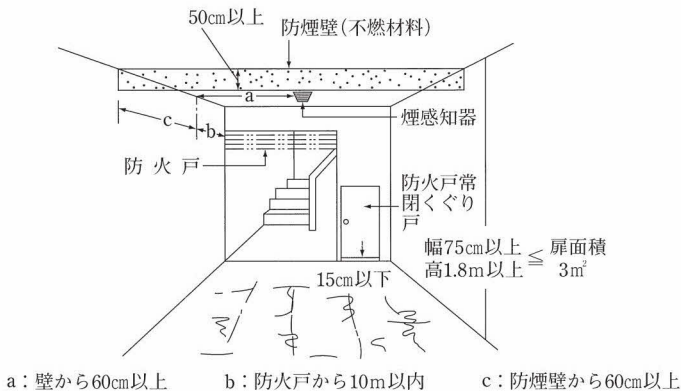 50㎝以上
防煙壁(不燃材料)
a
c
b
煙感知器
防火戸
防火戸常
閉くぐり
戸
幅75㎝以上
高1.8m以上
≦
扉面積
3㎡
15㎝以下
a：壁から60㎝以上　b：防火戸から10m以内　c：防煙壁から60㎝以上